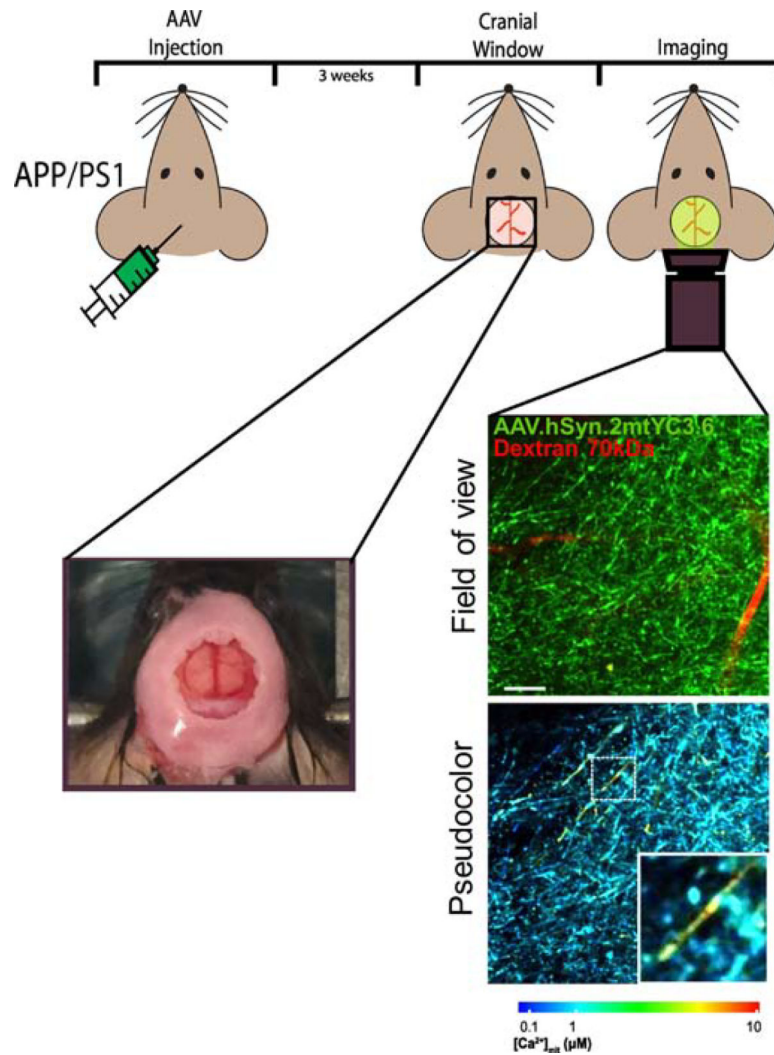 AAV
Injection
3 weeks
Cranial
Window
Imaging
APP/PS1
Field of view
AAV.hSyn.2mtYC3.6
Dextran 70kDa
Pseudocolor
0.1 1 10
[Ca²⁺]mit (µM)